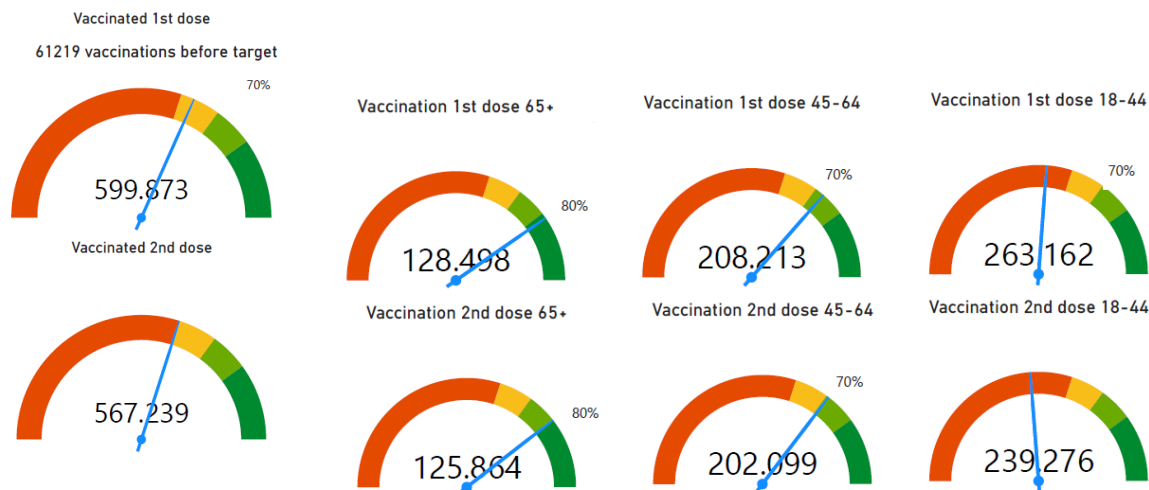 Vaccinated 1st dose
61219 vaccinations before target
70%
599.873
Vaccination 1st dose 65+
80%
128.498
Vaccination 1st dose 45-64
70%
208.213
Vaccination 1st dose 18-44
70%
263.162
Vaccinated 2nd dose
567.239
Vaccination 2nd dose 65+
80%
125.864
Vaccination 2nd dose 45-64
70%
202.099
Vaccination 2nd dose 18-44
239.276